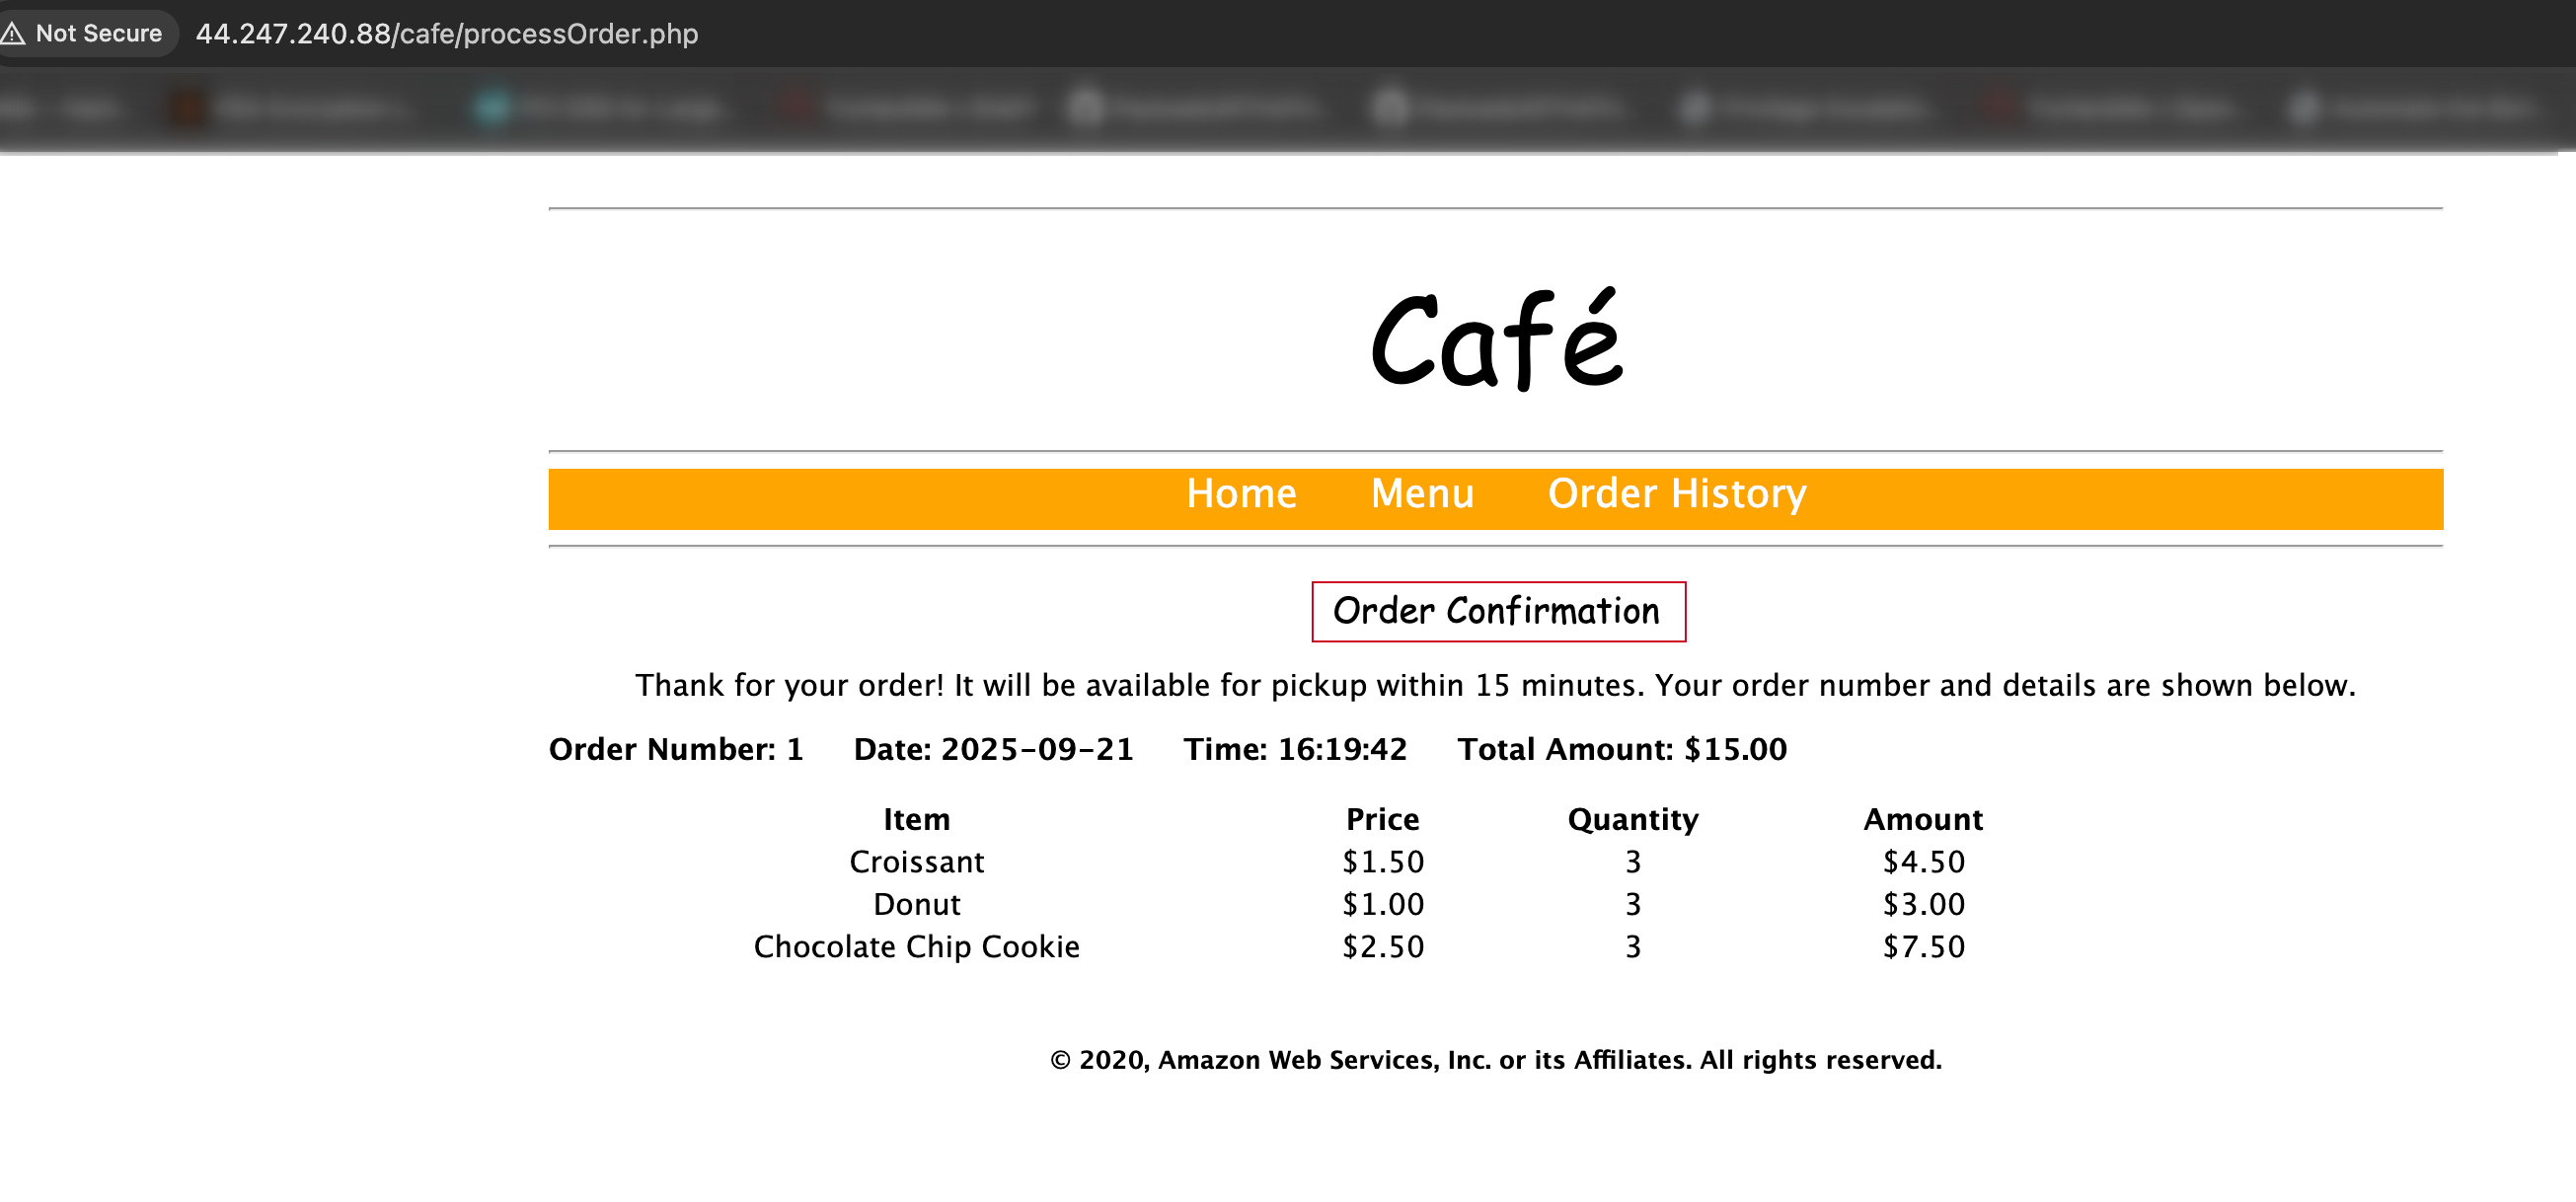 Not Secure 44.247.240.88/cafe/processOrder.php
Café
Home Menu Order History
Order Confirmation
Thank for your order! It will be available for pickup within 15 minutes. Your order number and details are shown below.
Order Number: 1 Date: 2025-09-21 Time: 16:19:42 Total Amount: $15.00
Item Price Quantity Amount
Croissant $1.50 3 $4.50
Donut $1.00 3 $3.00
Chocolate Chip Cookie $2.50 3 $7.50
© 2020, Amazon Web Services, Inc. or its Affiliates. All rights reserved.